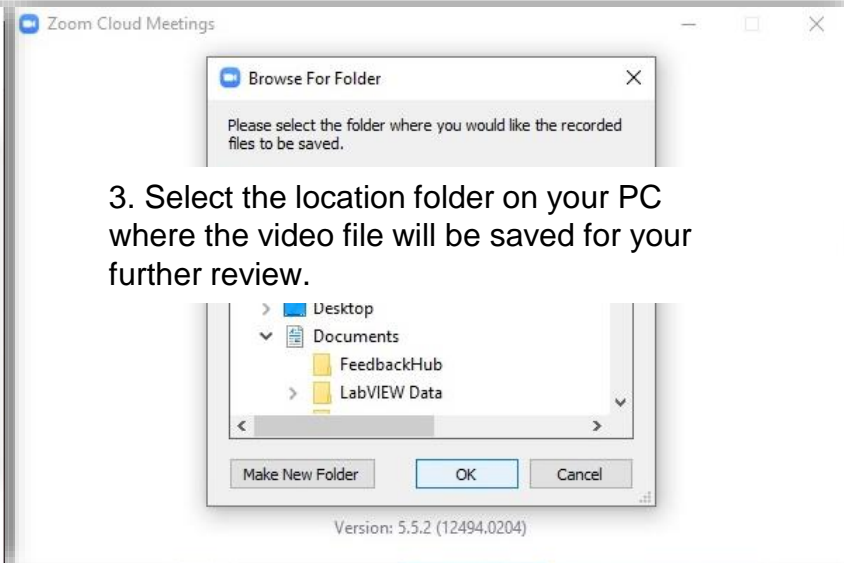 Zoom Cloud Meetings
Browse For Folder
Please select the folder where you would like the recorded
files to be saved.
3. Select the location folder on your PC
where the video file will be saved for your
further review.
Desktop
Documents
FeedbackHub
LabVIEW Data
Make New Folder OK Cancel
Version: 5.5.2 (12494.0204)